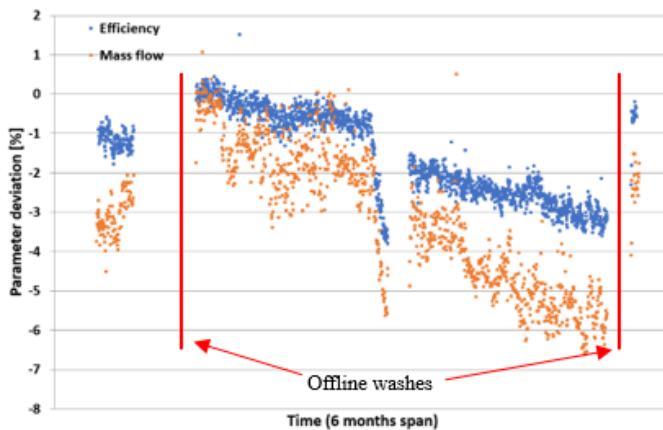 2
1
0
-1
-2
-3
-4
-5
-6
-7
-8
Parameter deviation [%]
Efficiency
Mass flow
Offline washes
Time (6 months span)